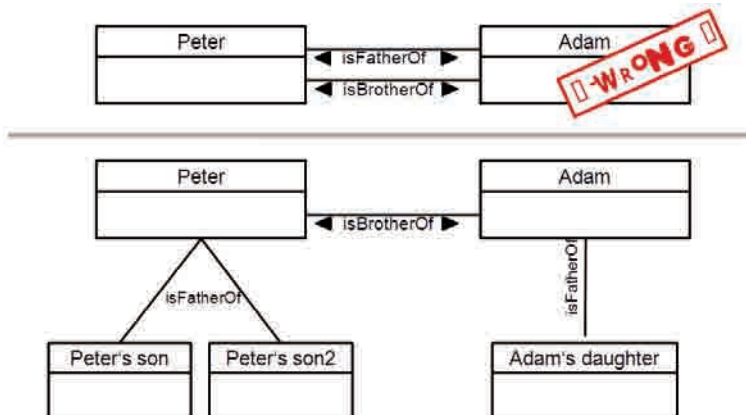 Peter
Adam
◄ isFatherOf ►
◄ isBrotherOf ►
WRONG
Peter
Adam
◄ isBrotherOf ►
isFatherOf
isFatherOf
Peter's son
Peter's son2
Adam's daughter